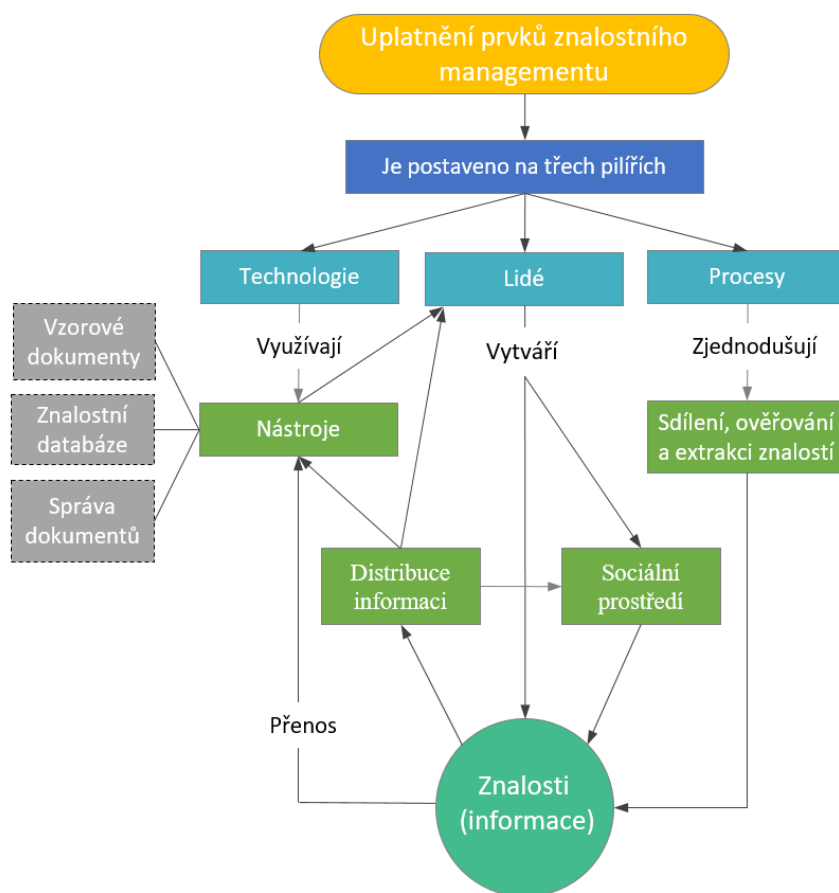 Uplatnění prvků znalostního
managementu
Je postaveno na třech pilířích
Technologie
Lidé
Procesy
Vzorové
dokumenty
Využívají
Vytváří
Zjednodušují
Znalostní
databáze
Nástroje
Sdílení, ověřování
a extrakci znalostí
Správa
dokumentů
Distribuce
informaci
Sociální
prostředí
Přenos
Znalosti
(informace)